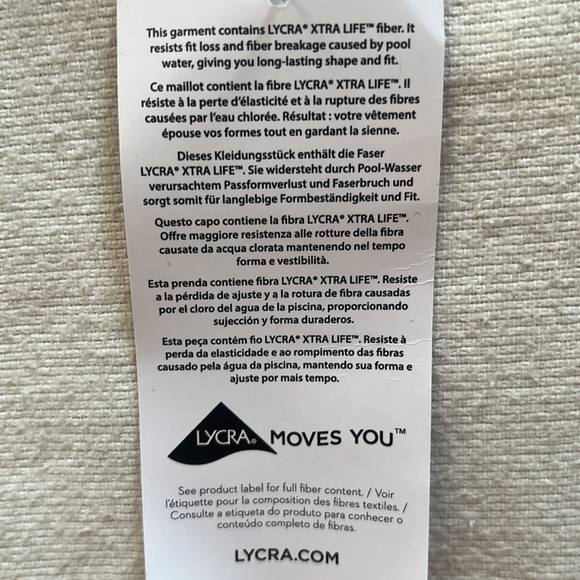 This garment contains LYCRA® XTRA LIFE™ fiber. It
resists fit loss and fiber breakage caused by pool
water, giving you long-lasting shape and fit.
Ce maillot contient la fibre LYCRA® XTRA LIFE™. Il
résiste à la perte d'élasticité et à la rupture des fibres
causées par l'eau chlorée. Résultat : votre vêtement
épouse vos formes tout en gardant la sienne.
Dieses Kleidungsstück enthält die Faser
LYCRA® XTRA LIFE™. Sie widersteht durch Pool-Wasser
verursachtem Passformverlust und Faserbruch und
sorgt somit für langlebige Formbeständigkeit und Fit.
Questo capo contiene la fibra LYCRA® XTRA LIFE™.
Offre maggiore resistenza alle rotture della fibra
causate da acqua clorata mantenendo nel tempo
forma e vestibilità.
Esta prenda contiene fibra LYCRA® XTRA LIFE™. Resiste
a la pérdida de ajuste y a la rotura de fibra causadas
por el cloro del agua de la piscina, proporcionando
sujección y forma duraderos.
Esta peça contém fio LYCRA® XTRA LIFE™. Resiste à
perda da elasticidade e ao rompimento das fibras
causado pela água da piscina, mantendo sua forma e
ajuste por mais tempo.
LYCRA® MOVES YOU™
See product label for full fiber content. / Voir
l'étiquette pour la composition des fibres textiles. /
Consulte a etiqueta do produto para conhecer o
conteúdo completo de fibras.
LYCRA.COM